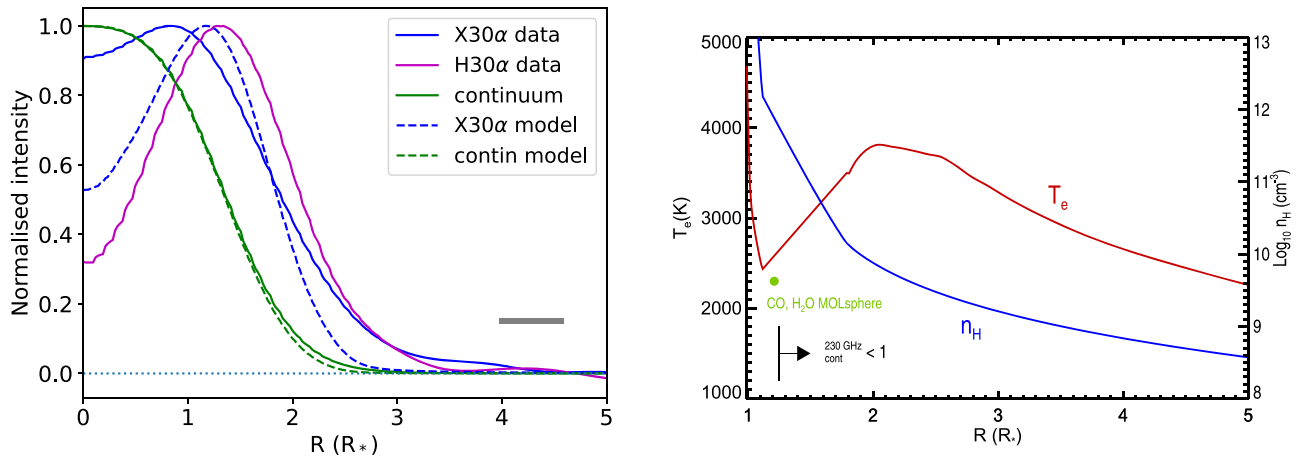 1.0
0.8
0.6
0.4
0.2
0.0
Normalised intensity
X30α data
H30α data
continuum
X30α model
contin model
0
1
2
3
4
5
R (R*)
5000
4000
3000
2000
1000
Te(K)
13
12
11
10
9
8
Log10 nH (cm-3)
Te
CO, H2O MOLsphere
nH
230 GHz
cont < 1
1
2
3
4
5
R (R*)